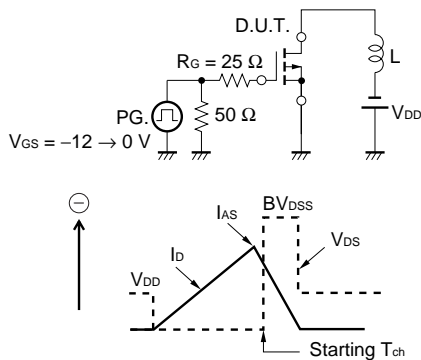 D.U.T.
RG = 25 Ω
L
PG.
50 Ω
VDD
VGS = −12 → 0 V
−
IAS
BVDSS
ID
VDS
VDD
Starting Tch